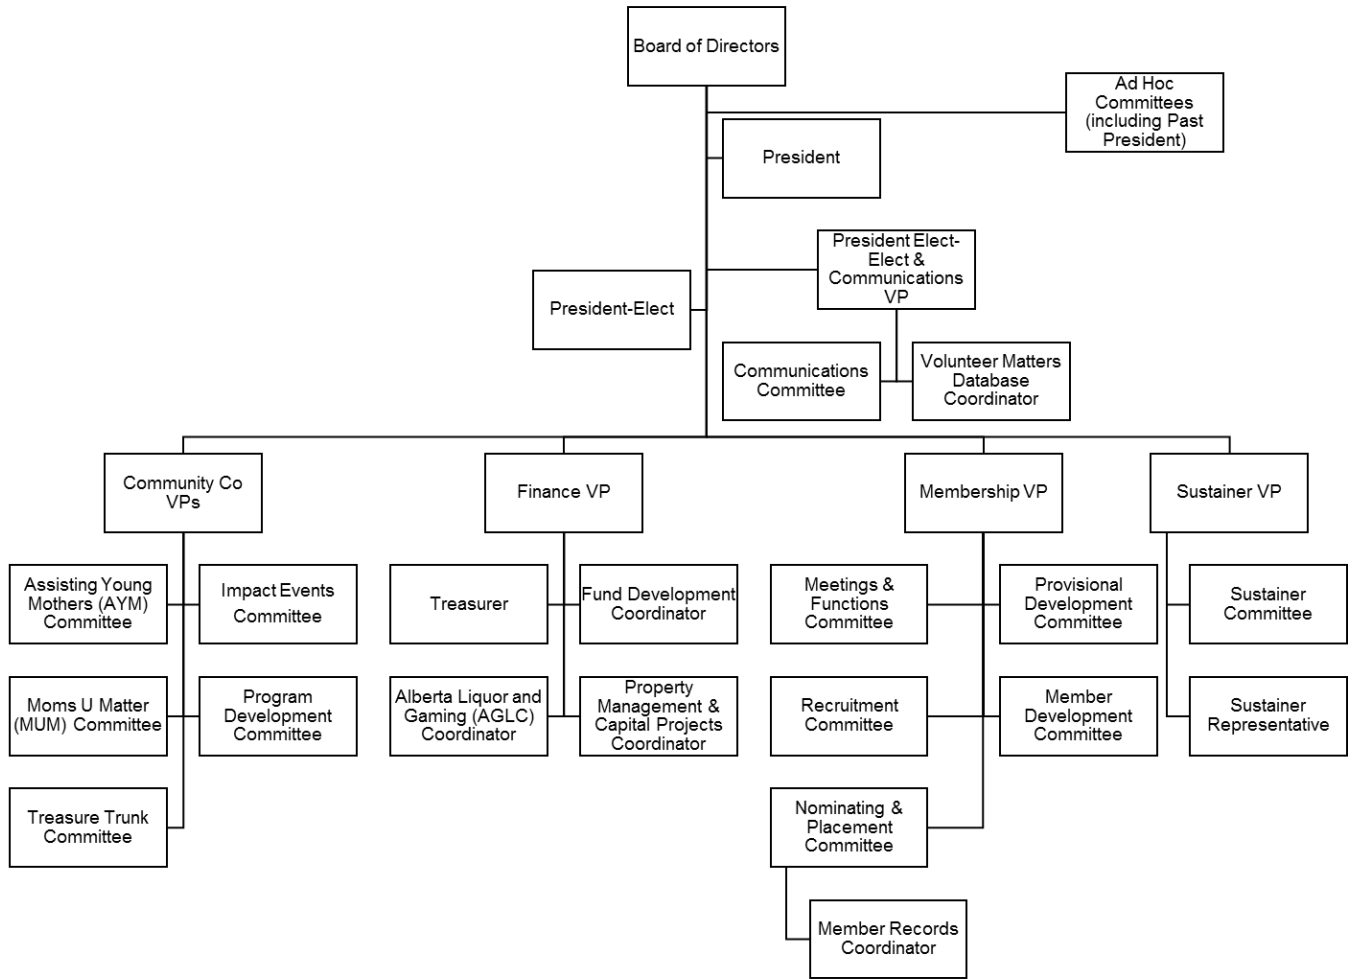 Board of Directors
Ad Hoc
Committees
(including Past
President)
President
President Elect-
Elect &
Communications
VP
President-Elect
Communications
Committee
Volunteer Matters
Database
Coordinator
Community Co
VPs
Finance VP
Membership VP
Sustainer VP
Assisting Young
Mothers (AYM)
Committee
Impact Events
Committee
Treasurer
Fund Development
Coordinator
Meetings &
Functions
Committee
Provisional
Development
Committee
Sustainer
Committee
Moms U Matter
(MUM) Committee
Program
Development
Committee
Alberta Liquor and
Gaming (AGLC)
Coordinator
Property
Management &
Capital Projects
Coordinator
Recruitment
Committee
Member
Development
Committee
Sustainer
Representative
Treasure Trunk
Committee
Nominating &
Placement
Committee
Member Records
Coordinator